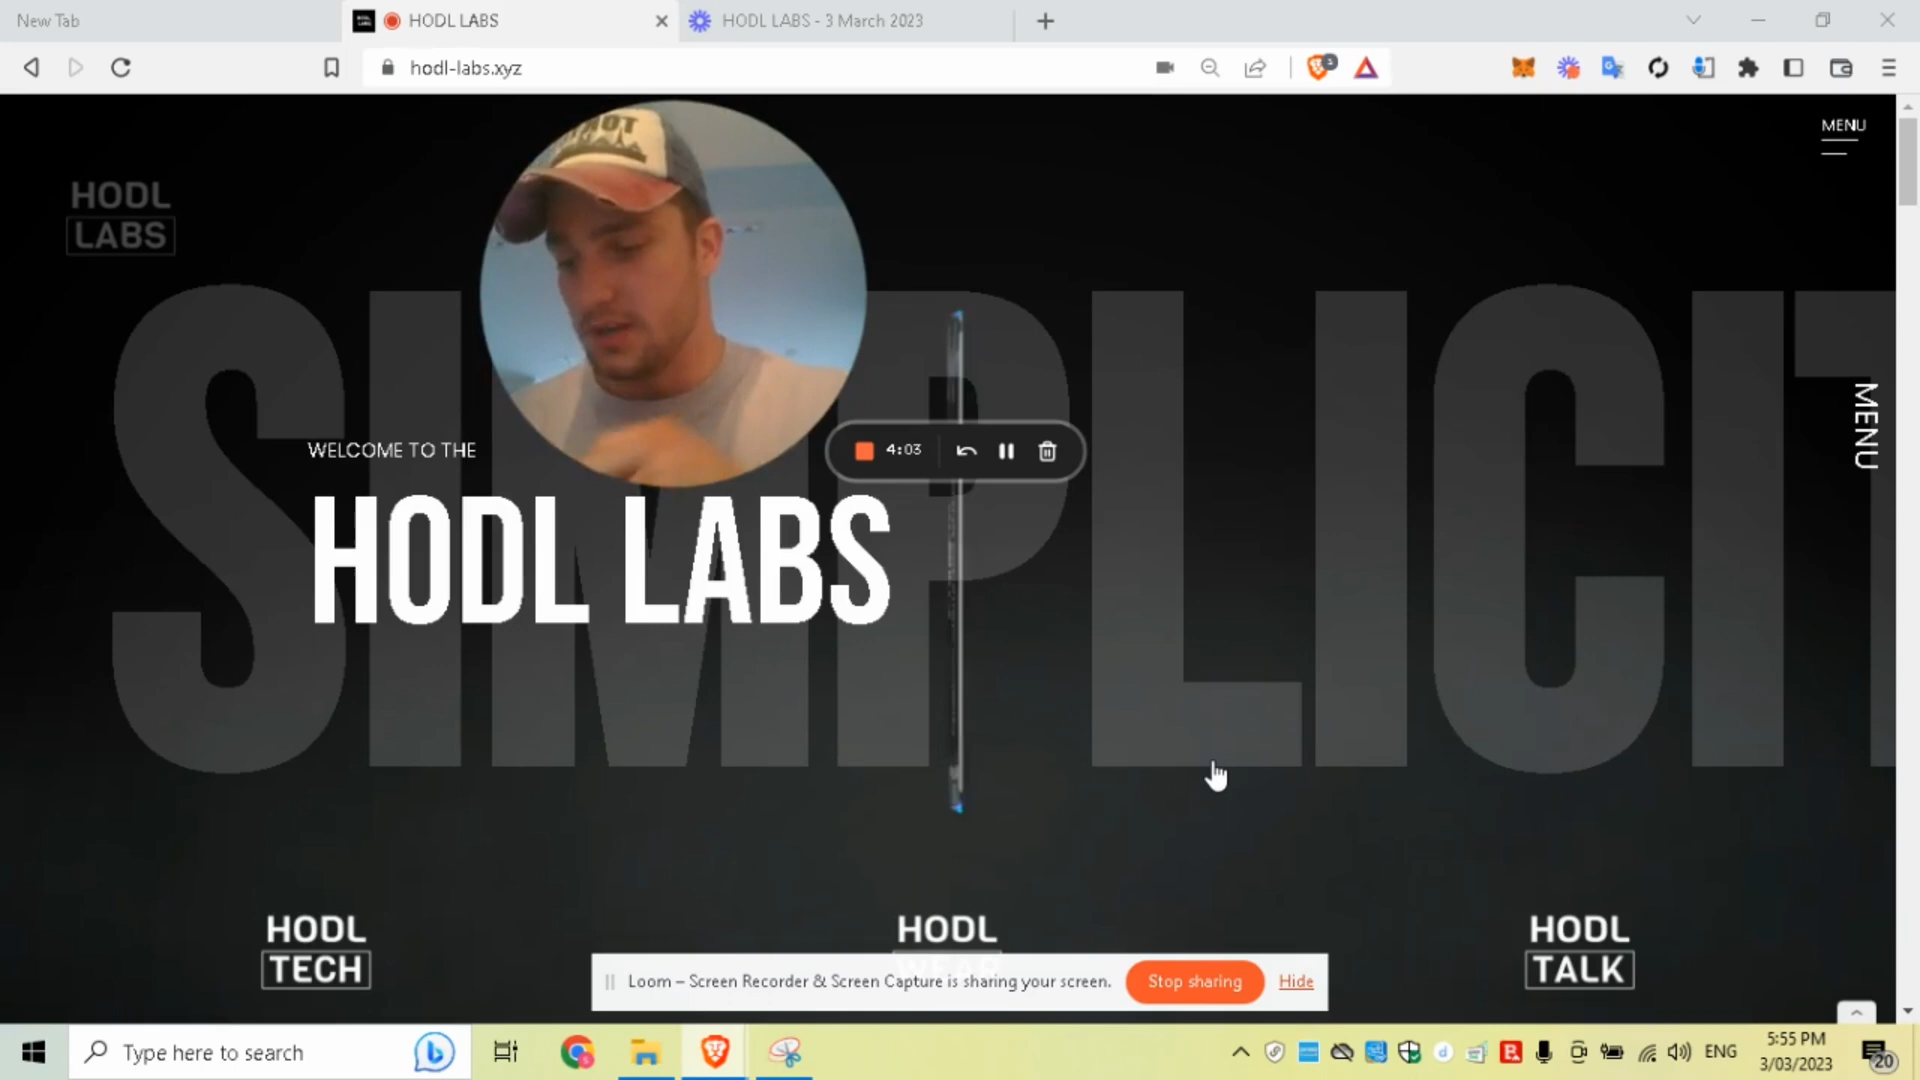 New Tab
HODL LABS
HODL LABS - 3 March 2023
hodl-labs.xyz
MENU
HODL
LABS
SIMPLICIT
MENU
4:03
WELCOME TO THE
HODL LABS
HODL
TECH
HODL
HODL
TALK
Loom – Screen Recorder & Screen Capture is sharing your screen.
Stop sharing
Hide
Type here to search
ENG
5:55 PM
3/03/2023
20